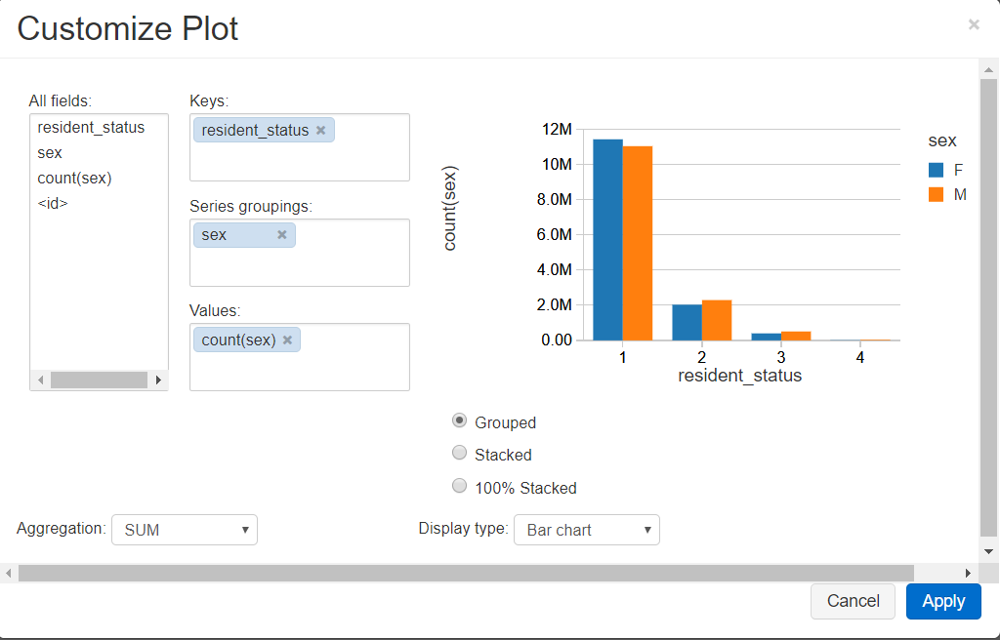 Customize Plot ×
All fields:
resident_status
sex
count(sex)
<id>
Keys:
resident_status ×
Series groupings:
sex ×
Values:
count(sex) ×
count(sex)
12M
10M
8.0M
6.0M
4.0M
2.0M
0.00
1 2 3 4
resident_status
sex
F
M
Grouped
Stacked
100% Stacked
Aggregation: SUM
Display type: Bar chart
Cancel Apply